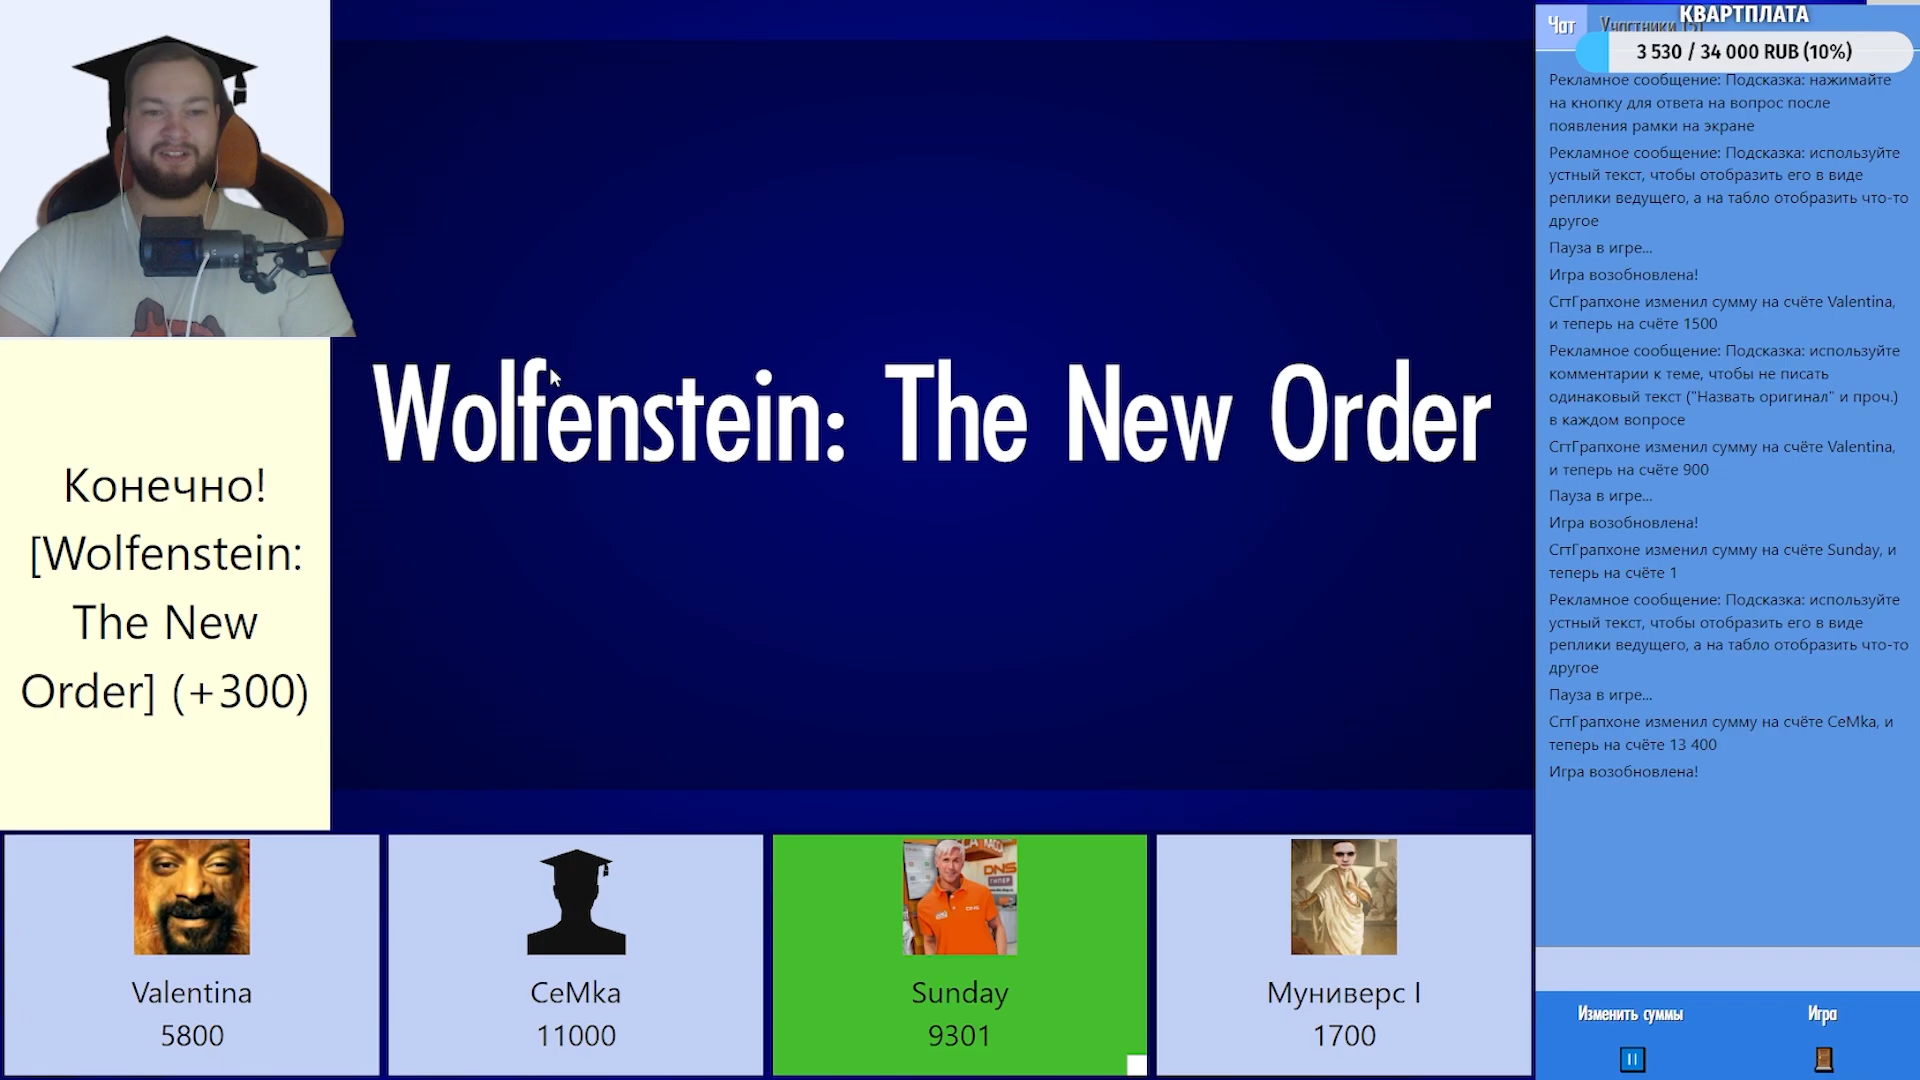 КВАРТПЛАТА
Чат
Участники
3 530 / 34 000 RUB (10%)
Рекламное сообщение: Подсказка: нажимайте
на кнопку для ответа на вопрос после
появления рамки на экране
Рекламное сообщение: Подсказка: используйте
устный текст, чтобы отобразить его в виде
реплики ведущего, а на табло отобразить что-то
другое
Пауза в игре...
Игра возобновлена!
СгтГрапхоне изменил сумму на счёте Valentina,
и теперь на счёте 1500
Рекламное сообщение: Подсказка: используйте
комментарии к теме, чтобы не писать
одинаковый текст ("Назвать оригинал" и проч.)
в каждом вопросе
СгтГрапхоне изменил сумму на счёте Valentina,
и теперь на счёте 900
Пауза в игре...
Игра возобновлена!
СгтГрапхоне изменил сумму на счёте Sunday, и
теперь на счёте 1
Рекламное сообщение: Подсказка: используйте
устный текст, чтобы отобразить его в виде
реплики ведущего, а на табло отобразить что-то
другое
Пауза в игре...
СгтГрапхоне изменил сумму на счёте CeMka, и
теперь на счёте 13 400
Игра возобновлена!
Wolfenstein: The New Order
Конечно!
[Wolfenstein:
The New
Order] (+300)
DNS
ГИПЕР
Valentina
5800
CeMka
11000
Sunday
9301
Муниверс I
1700
Изменить суммы
Игра